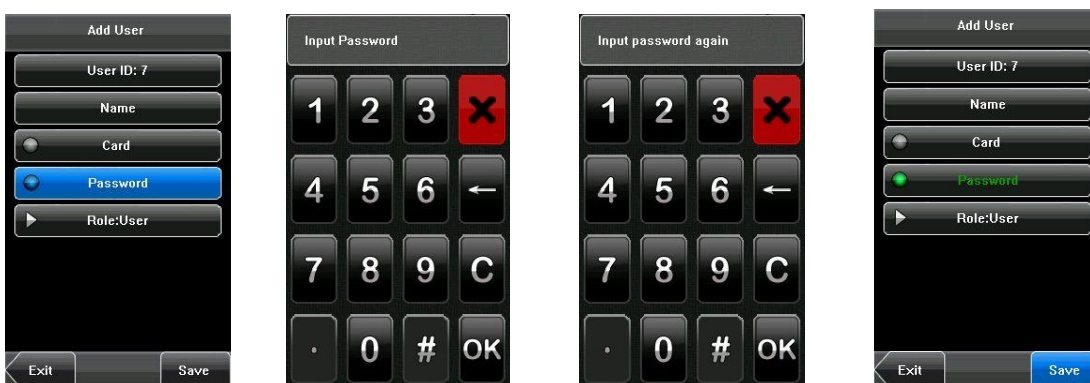 Add User
User ID: 7
Name
Card
Password
Role:User
Exit
Save
Input Password
1 2 3
4 5 6 ←
7 8 9 C
. 0 # OK
Input password again
1 2 3
4 5 6 ←
7 8 9 C
. 0 # OK
Add User
User ID: 7
Name
Card
Password
Role:User
Exit
Save